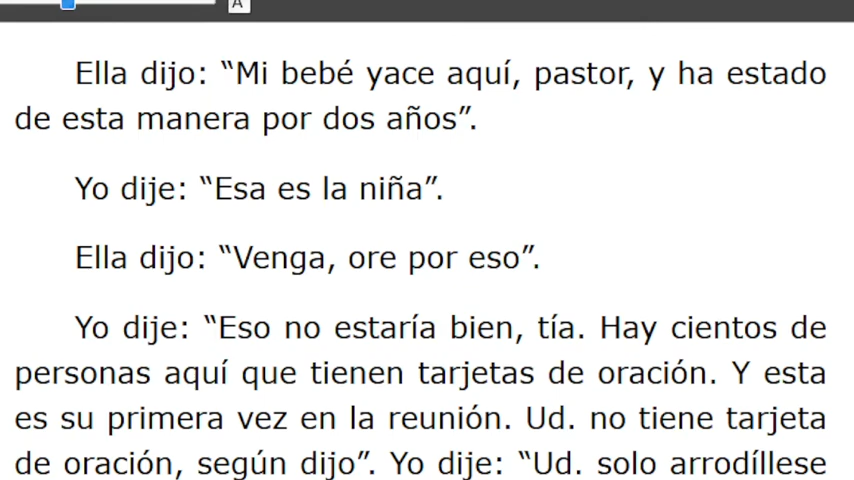 A
Ella dijo: “Mi bebé yace aquí, pastor, y ha estado
de esta manera por dos años”.
Yo dije: “Esa es la niña”.
Ella dijo: “Venga, ore por eso”.
Yo dije: “Eso no estaría bien, tía. Hay cientos de
personas aquí que tienen tarjetas de oración. Y esta
es su primera vez en la reunión. Ud. no tiene tarjeta
de oración, según dijo”. Yo dije: “Ud. solo arrodíllese